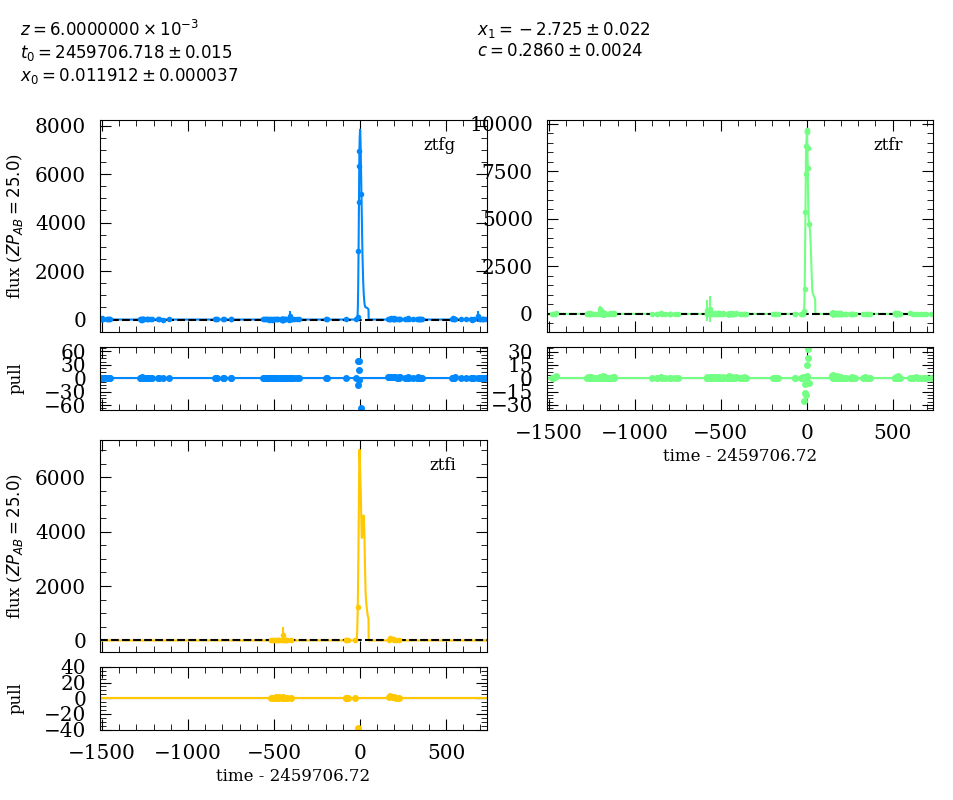 z = 6.0000000 × 10⁻³
t₀ = 2459706.718 ± 0.015
x₀ = 0.011912 ± 0.000037
x₁ = −2.725 ± 0.022
c = 0.2860 ± 0.0024
8000
6000
4000
2000
0
flux (ZP_AB = 25.0)
ztfg
10000
7500
5000
2500
0
ztfr
60
30
0
−30
−60
pull
30
15
0
−15
−30
−1500
−1000
−500
0
500
time - 2459706.72
6000
4000
2000
0
flux (ZP_AB = 25.0)
ztfi
40
20
0
−20
−40
pull
−1500
−1000
−500
0
500
time - 2459706.72